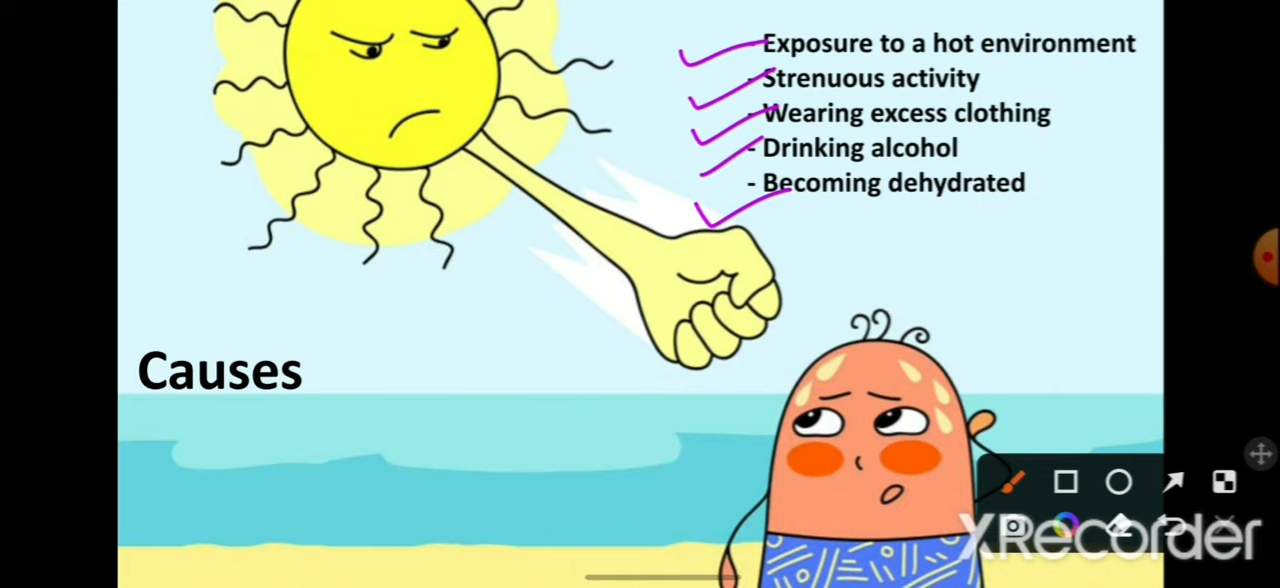 - Exposure to a hot environment
- Strenuous activity
- Wearing excess clothing
- Drinking alcohol
- Becoming dehydrated
Causes
XRecorder